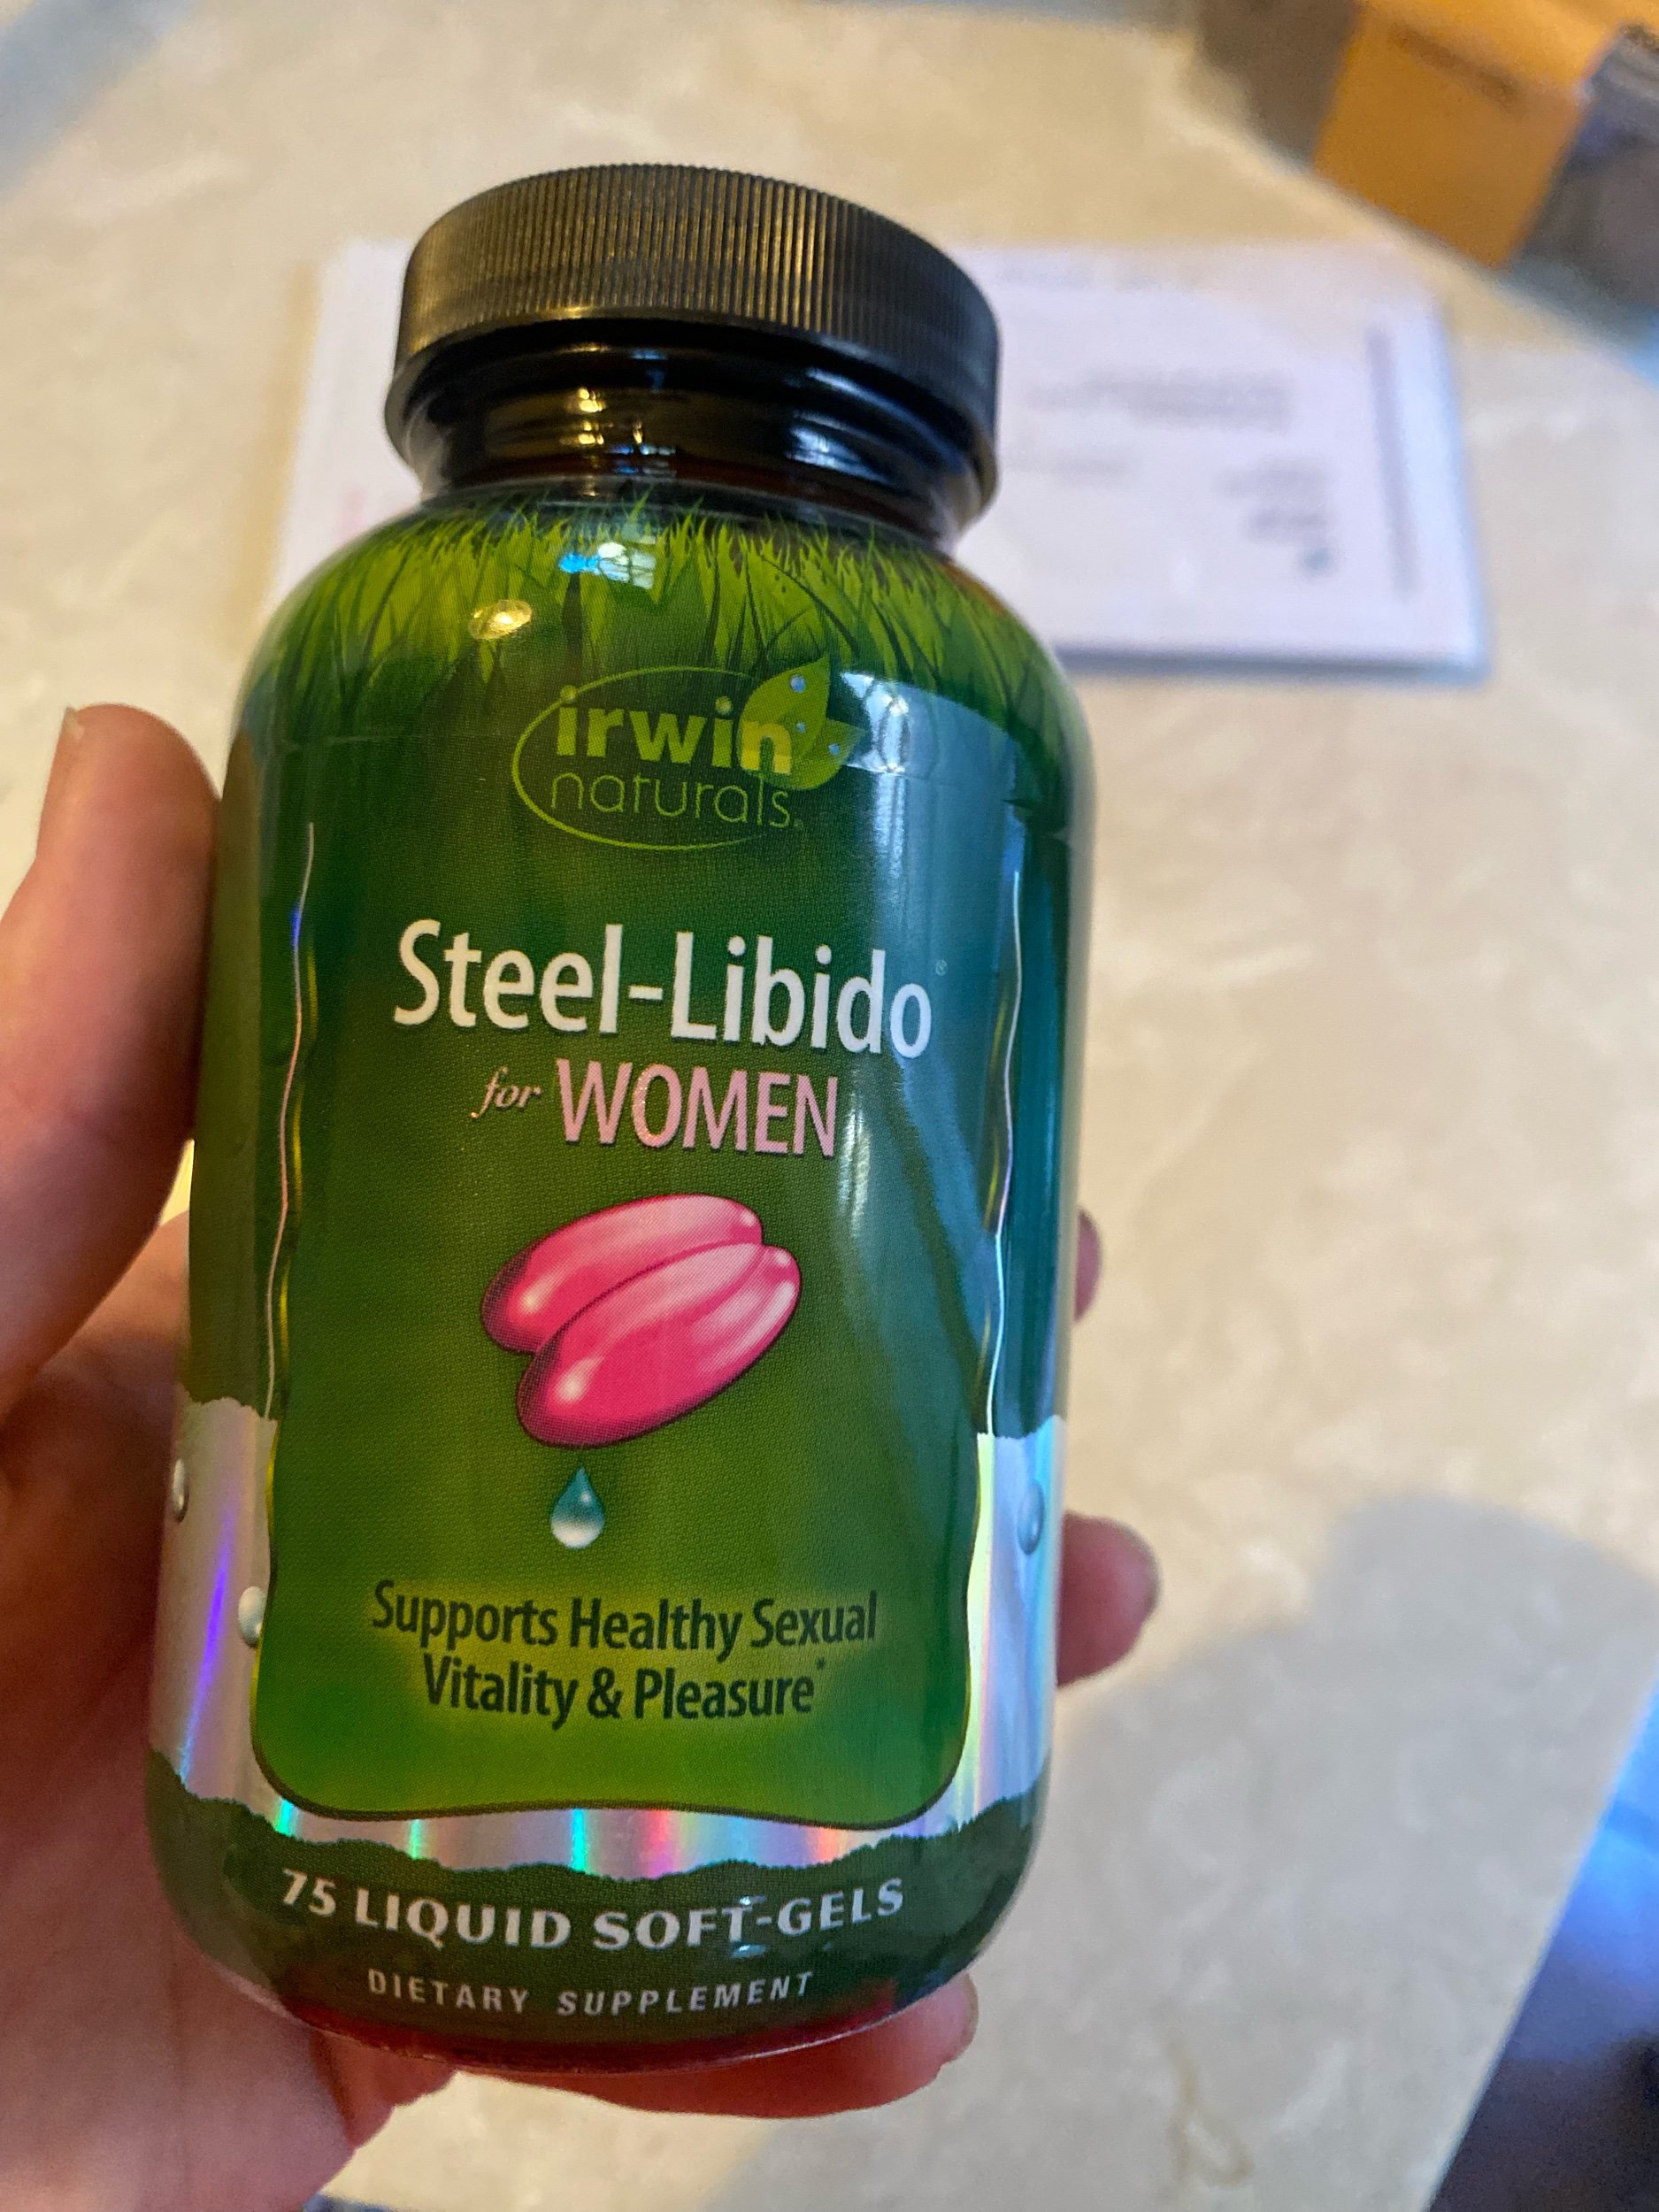 irwin
naturals®
Steel-Libido®
for WOMEN
Supports Healthy Sexual
Vitality & Pleasure*
75 LIQUID SOFT-GELS
DIETARY SUPPLEMENT